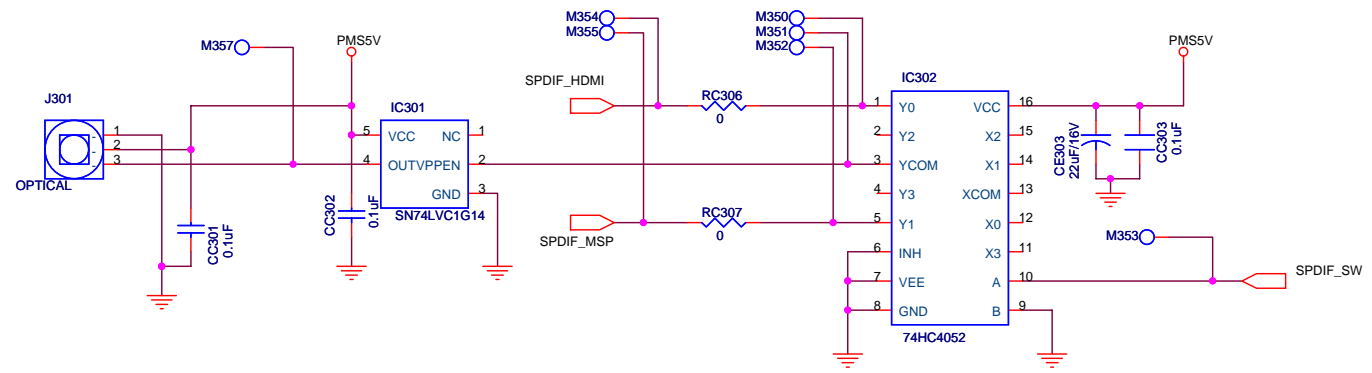 M354
M355
M350
M351
M352
M357
PMS5V
PMS5V
SPDIF_HDMI
IC302
J301
IC301
RC306
0
1
2
3
-
-
-
OPTICAL
5 VCC NC 1
4 OUTVPPEN 2
GND 3
SN74LVC1G14
1 Y0 VCC 16
2 Y2 X2 15
3 YCOM X1 14
4 Y3 XCOM 13
5 Y1 X0 12
6 INH X3 11
7 VEE A 10
8 GND B 9
74HC4052
CE303
22uF/16V
CC303
0.1uF
CC302
0.1uF
CC301
0.1uF
RC307
0
SPDIF_MSP
M353
SPDIF_SW